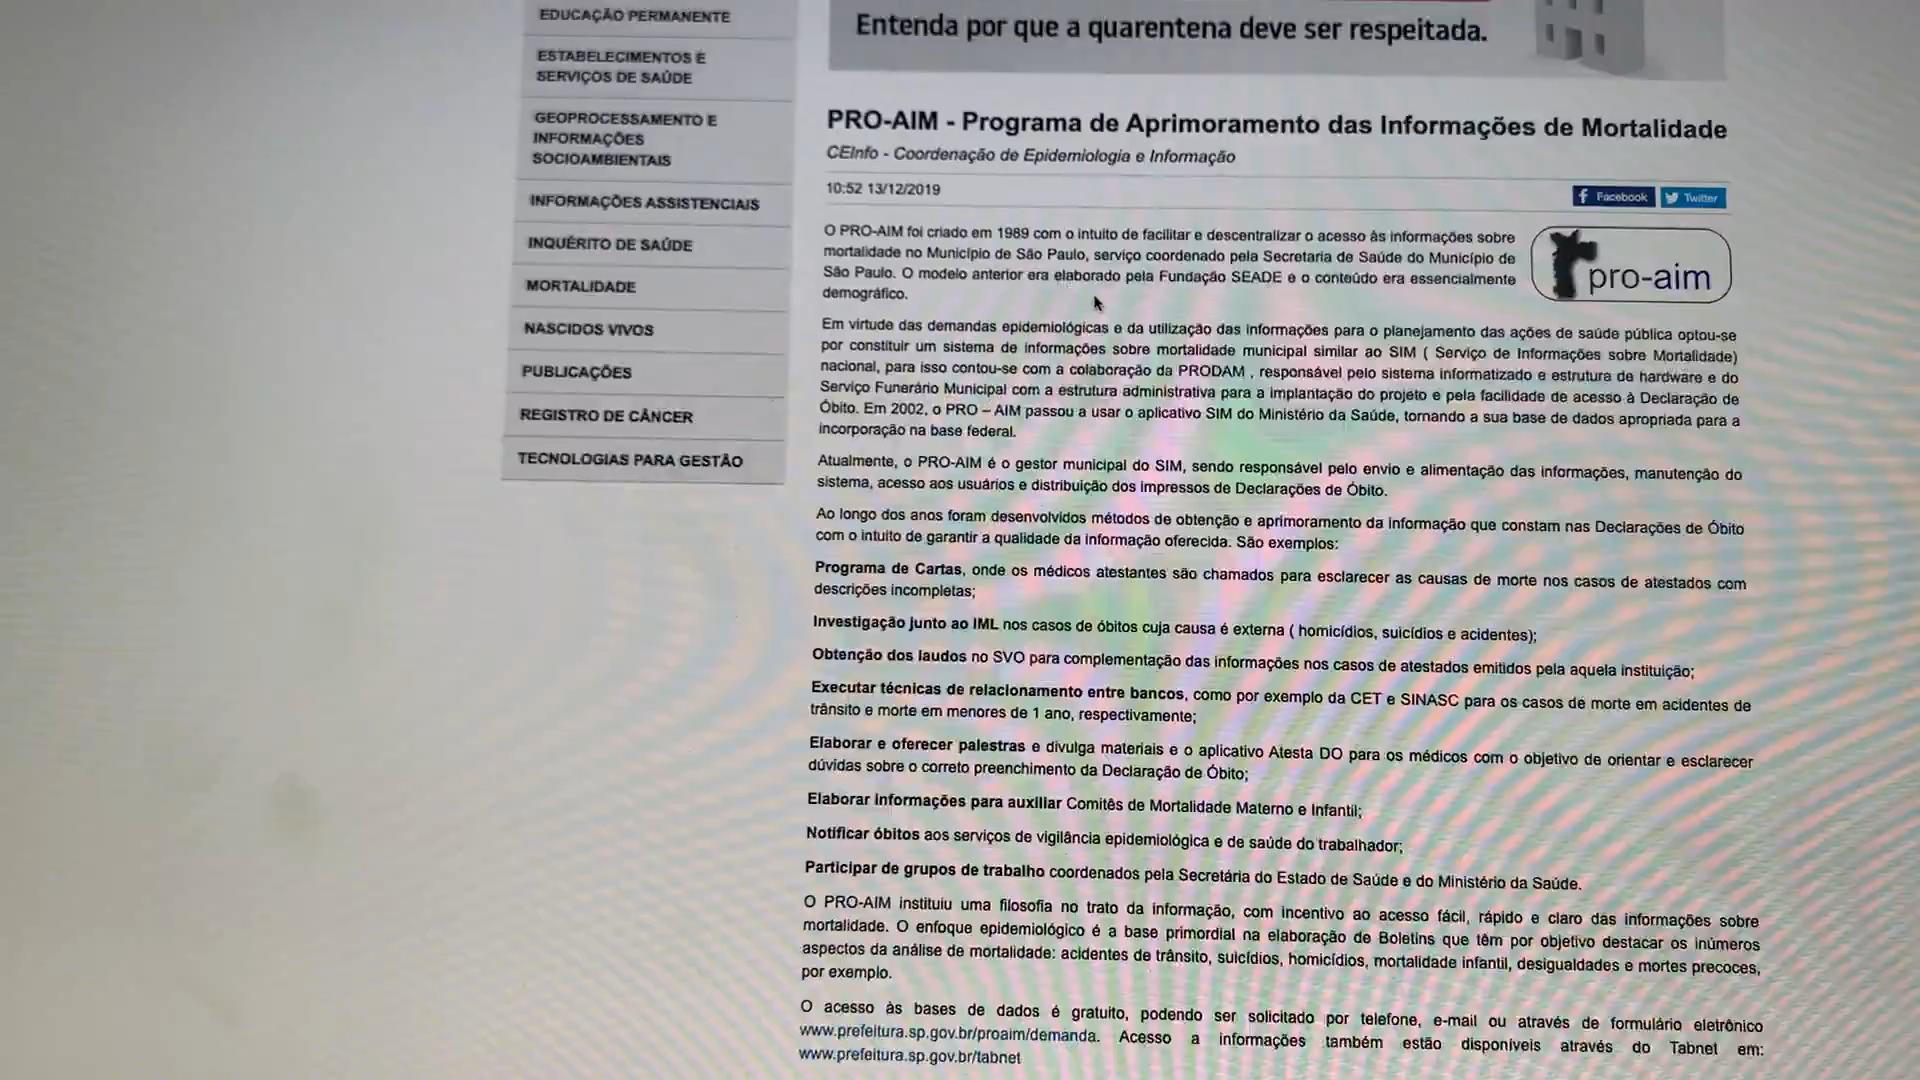 EDUCAÇÃO PERMANENTE
ESTABELECIMENTOS E
SERVIÇOS DE SAÚDE
GEOPROCESSAMENTO E
INFORMAÇÕES
SOCIOAMBIENTAIS
INFORMAÇÕES ASSISTENCIAIS
INQUÉRITO DE SAÚDE
MORTALIDADE
NASCIDOS VIVOS
PUBLICAÇÕES
REGISTRO DE CÂNCER
TECNOLOGIAS PARA GESTÃO
Entenda por que a quarentena deve ser respeitada.
PRO-AIM - Programa de Aprimoramento das Informações de Mortalidade
CEInfo - Coordenação de Epidemiologia e Informação
10:52 13/12/2019
Facebook
Twitter
O PRO-AIM foi criado em 1989 com o intuito de facilitar e descentralizar o acesso às informações sobre
mortalidade no Município de São Paulo, serviço coordenado pela Secretaria de Saúde do Município de
São Paulo. O modelo anterior era elaborado pela Fundação SEADE e o conteúdo era essencialmente
demográfico.
pro-aim
Em virtude das demandas epidemiológicas e da utilização das informações para o planejamento das ações de saúde pública optou-se
por constituir um sistema de informações sobre mortalidade municipal similar ao SIM ( Serviço de Informações sobre Mortalidade)
nacional, para isso contou-se com a colaboração da PRODAM , responsável pelo sistema informatizado e estrutura de hardware e do
Serviço Funerário Municipal com a estrutura administrativa para a implantação do projeto e pela facilidade de acesso à Declaração de
Óbito. Em 2002, o PRO – AIM passou a usar o aplicativo SIM do Ministério da Saúde, tornando a sua base de dados apropriada para a
incorporação na base federal.
Atualmente, o PRO-AIM é o gestor municipal do SIM, sendo responsável pelo envio e alimentação das informações, manutenção do
sistema, acesso aos usuários e distribuição dos impressos de Declarações de Óbito.
Ao longo dos anos foram desenvolvidos métodos de obtenção e aprimoramento da informação que constam nas Declarações de Óbito
com o intuito de garantir a qualidade da informação oferecida. São exemplos:
Programa de Cartas, onde os médicos atestantes são chamados para esclarecer as causas de morte nos casos de atestados com
descrições incompletas;
Investigação junto ao IML nos casos de óbitos cuja causa é externa ( homicídios, suicídios e acidentes);
Obtenção dos laudos no SVO para complementação das informações nos casos de atestados emitidos pela aquela instituição;
Executar técnicas de relacionamento entre bancos, como por exemplo da CET e SINASC para os casos de morte em acidentes de
trânsito e morte em menores de 1 ano, respectivamente;
Elaborar e oferecer palestras e divulga materiais e o aplicativo Atesta DO para os médicos com o objetivo de orientar e esclarecer
dúvidas sobre o correto preenchimento da Declaração de Óbito;
Elaborar informações para auxiliar Comitês de Mortalidade Materno e Infantil;
Notificar óbitos aos serviços de vigilância epidemiológica e de saúde do trabalhador;
Participar de grupos de trabalho coordenados pela Secretária do Estado de Saúde e do Ministério da Saúde.
O PRO-AIM instituiu uma filosofia no trato da informação, com incentivo ao acesso fácil, rápido e claro das informações sobre
mortalidade. O enfoque epidemiológico é a base primordial na elaboração de Boletins que têm por objetivo destacar os inúmeros
aspectos da análise de mortalidade: acidentes de trânsito, suicídios, homicídios, mortalidade infantil, desigualdades e mortes precoces,
por exemplo.
O acesso às bases de dados é gratuito, podendo ser solicitado por telefone, e-mail ou através de formulário eletrônico
www.prefeitura.sp.gov.br/proaim/demanda. Acesso a informações também estão disponíveis através do Tabnet em:
www.prefeitura.sp.gov.br/tabnet